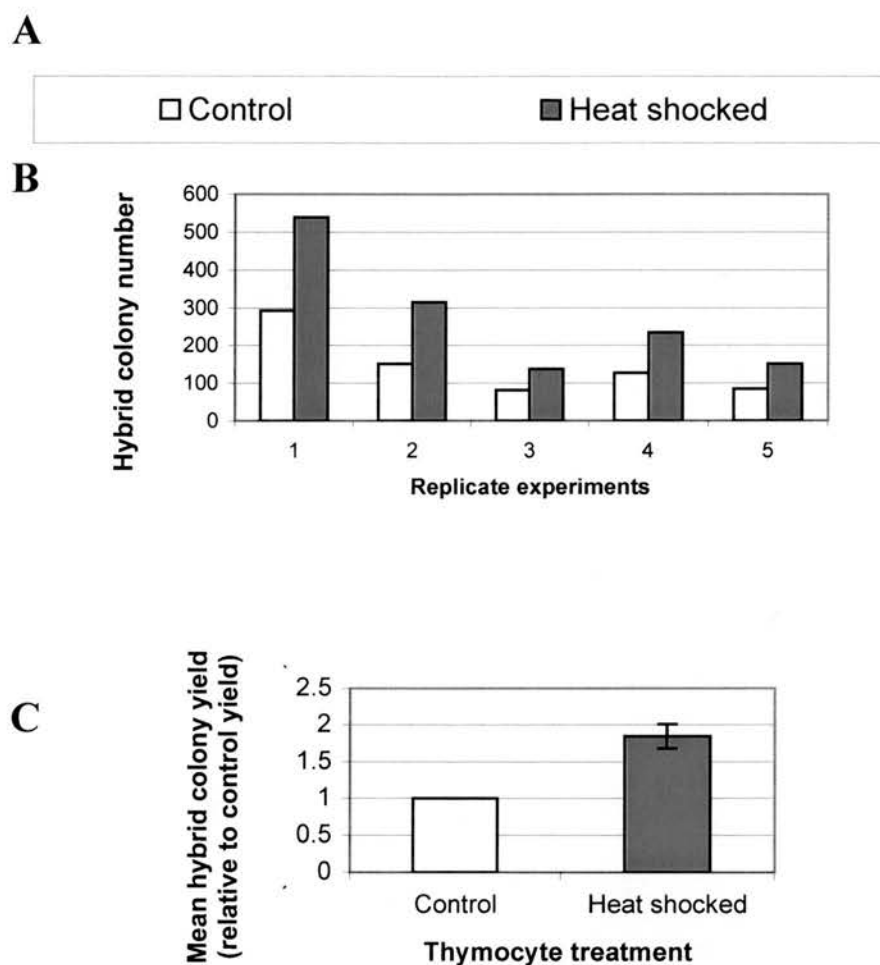 A
Control Heat shocked
B
Hybrid colony number
600
500
400
300
200
100
0
1 2 3 4 5
Replicate experiments
C
Mean hybrid colony yield
(relative to control yield)
2.5
2
1.5
1
0.5
0
Control Heat shocked
Thymocyte treatment